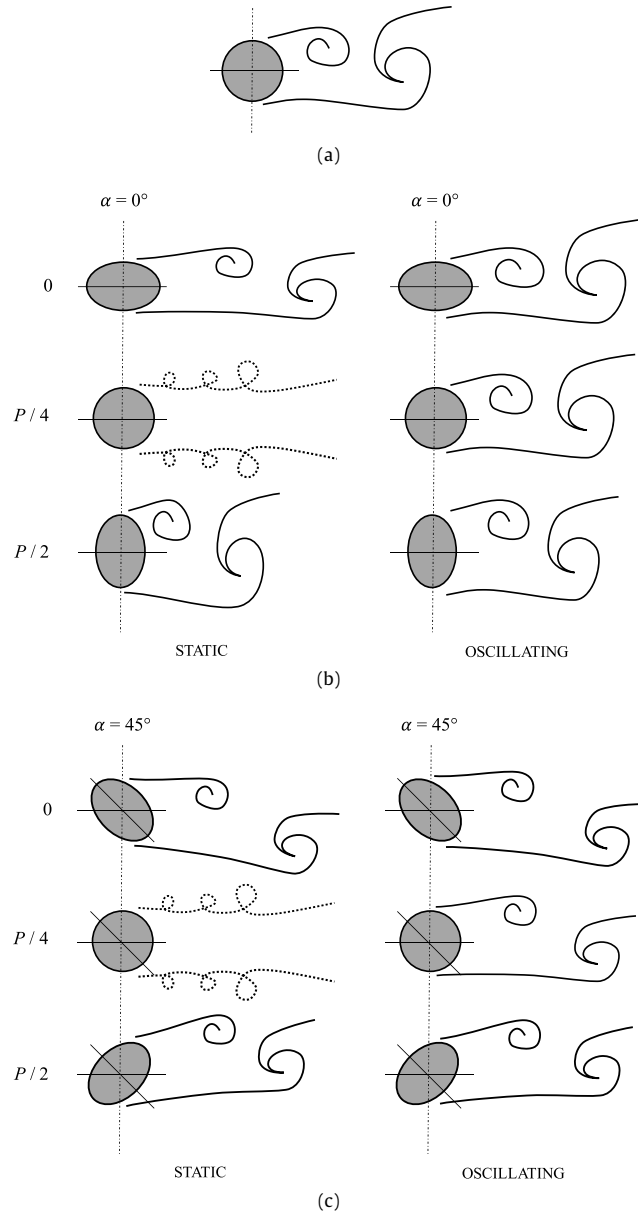 (a)
α = 0° α = 0°
0
P / 4
P / 2
STATIC OSCILLATING
(b)
α = 45° α = 45°
0
P / 4
P / 2
STATIC OSCILLATING
(c)